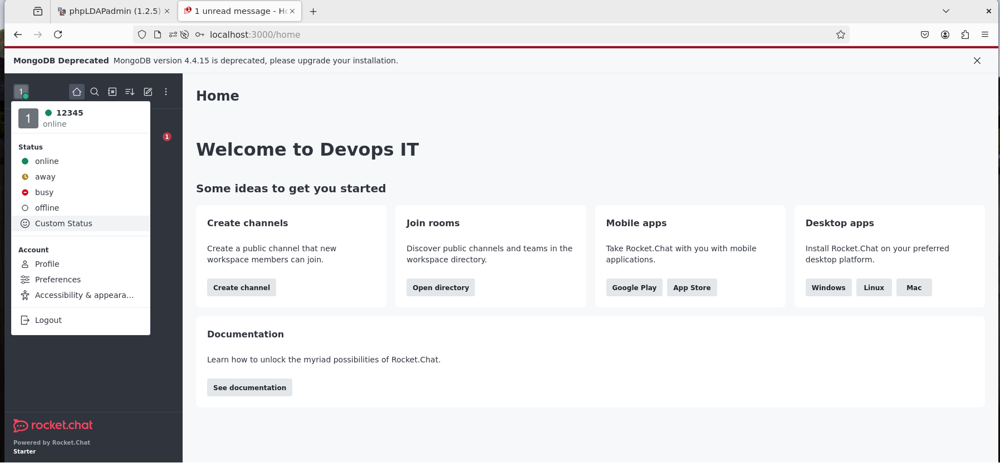 phpLDAPadmin (1.2.5)
1 unread message - Ho
localhost:3000/home
MongoDB Deprecated MongoDB version 4.4.15 is deprecated, please upgrade your installation.
1
1
12345
online
1
Status
online
away
busy
offline
Custom Status
Account
Profile
Preferences
Accessibility & appeara...
Logout
rocket.chat
Powered by Rocket.Chat
Starter
Home
Welcome to Devops IT
Some ideas to get you started
Create channels
Create a public channel that new
workspace members can join.
Create channel
Join rooms
Discover public channels and teams in the
workspace directory.
Open directory
Mobile apps
Take Rocket.Chat with you with mobile
applications.
Google Play App Store
Desktop apps
Install Rocket.Chat on your preferred
desktop platform.
Windows Linux Mac
Documentation
Learn how to unlock the myriad possibilities of Rocket.Chat.
See documentation